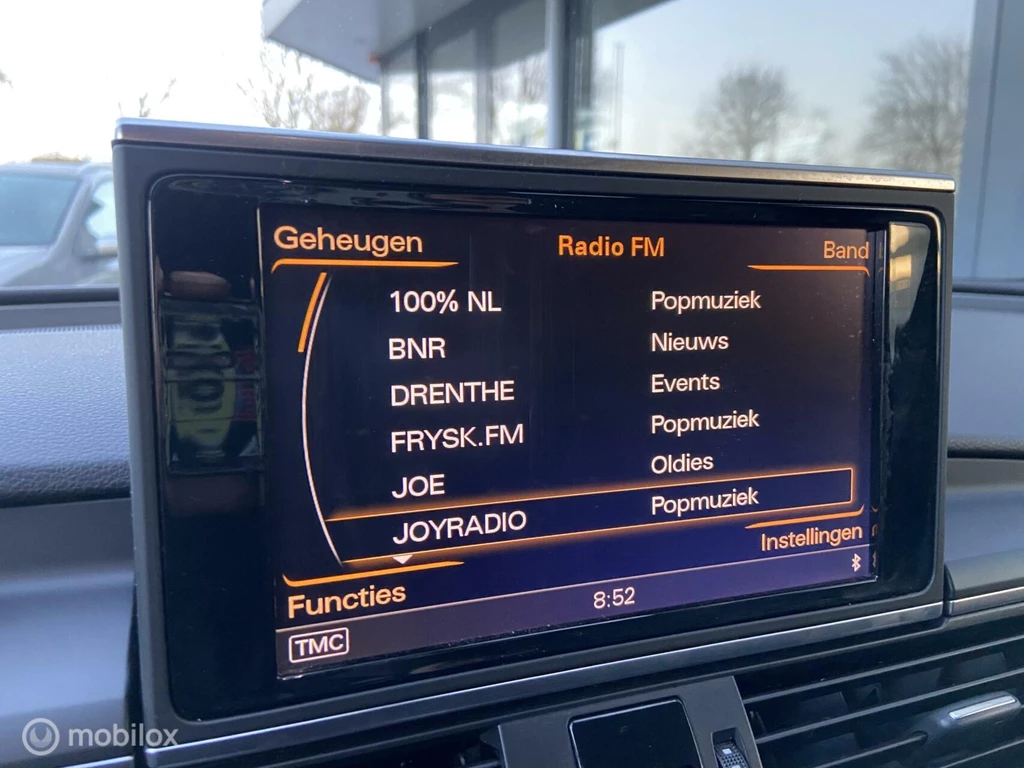 Geheugen Radio FM Band
100% NL Popmuziek
BNR Nieuws
DRENTHE Events
FRYSK.FM Popmuziek
JOE Oldies
JOYRADIO Popmuziek
Instellingen
Functies
8:52
TMC
mobilox